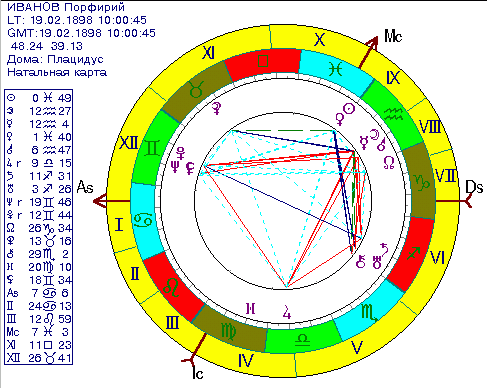 ИВАНОВ Порфирий
LT: 19.02.1898 10:00:45
GMT:19.02.1898 10:00:45
48.24 39.13
Дома: Плацидус
Натальная карта
☉ 0 ♓ 49
12 ♒ 27
☿ 12 ♒ 4
♀ 1 ♓ 40
6 ♒ 47
♃ r 9 ♎ 15
♄ 11 ♐ 31
♅ 3 ♐ 26
♆ r 19 ♊ 46
r 12 ♊ 44
☊ 26 ♑ 34
13 ♉ 16
29 ♏ 2
20 ♍ 10
18 ♊ 34
As 7 ♋ 6
II 24 ♋ 13
III 12 ♌ 59
Mc 7 ♓ 3
XI 11 □ 23
XII 26 ♉ 41
Mc
As
Ds
Ic
I
II
III
IV
V
VI
VII
VIII
IX
X
XI
XII